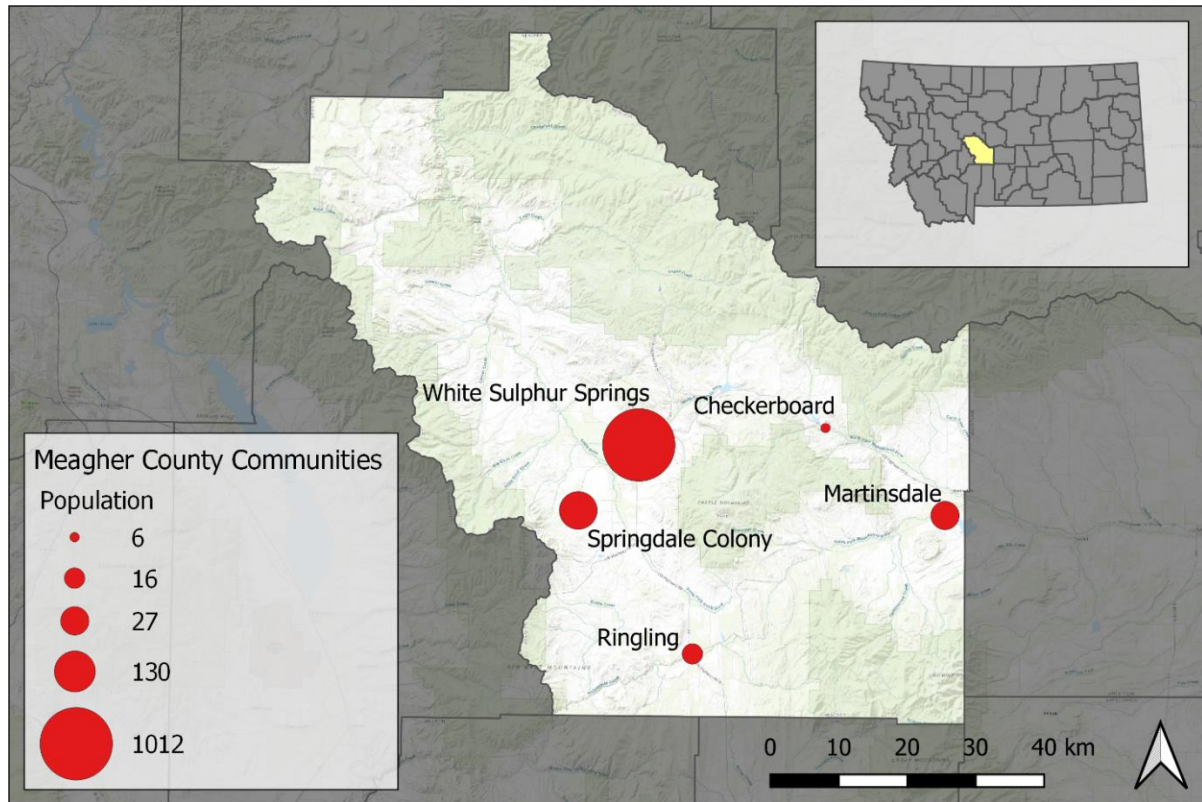 White Sulphur Springs
Checkerboard
Martinsdale
Springdale Colony
Ringling
Meagher County Communities
Population
6
16
27
130
1012
0 10 20 30 40 km